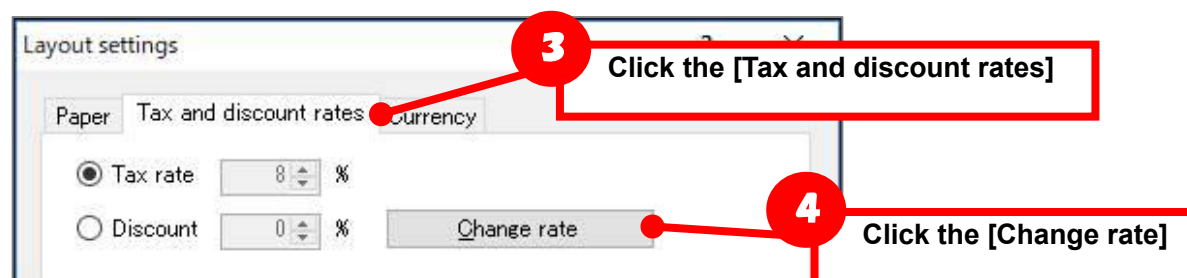 Layout settings
3
Click the [Tax and discount rates]
Paper Tax and discount rates Currency
Tax rate 8 %
Discount 0 % Change rate
4
Click the [Change rate]